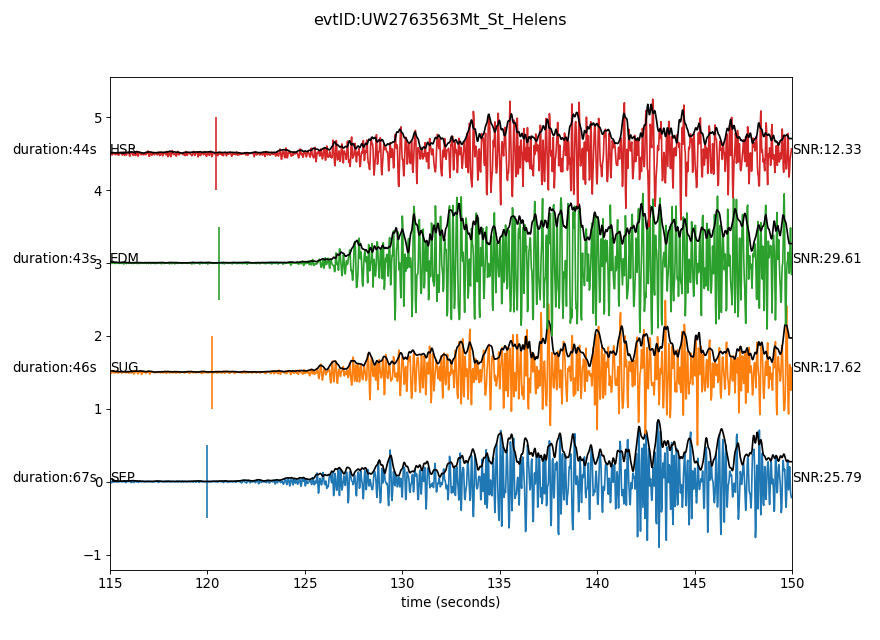 evtID:UW2763563Mt_St_Helens
5
duration:44s HSR SNR:12.33
4
duration:43s EDM SNR:29.61
3
2
duration:46s SUG SNR:17.62
1
duration:67s SEP SNR:25.79
0
−1
115 120 125 130 135 140 145 150
time (seconds)